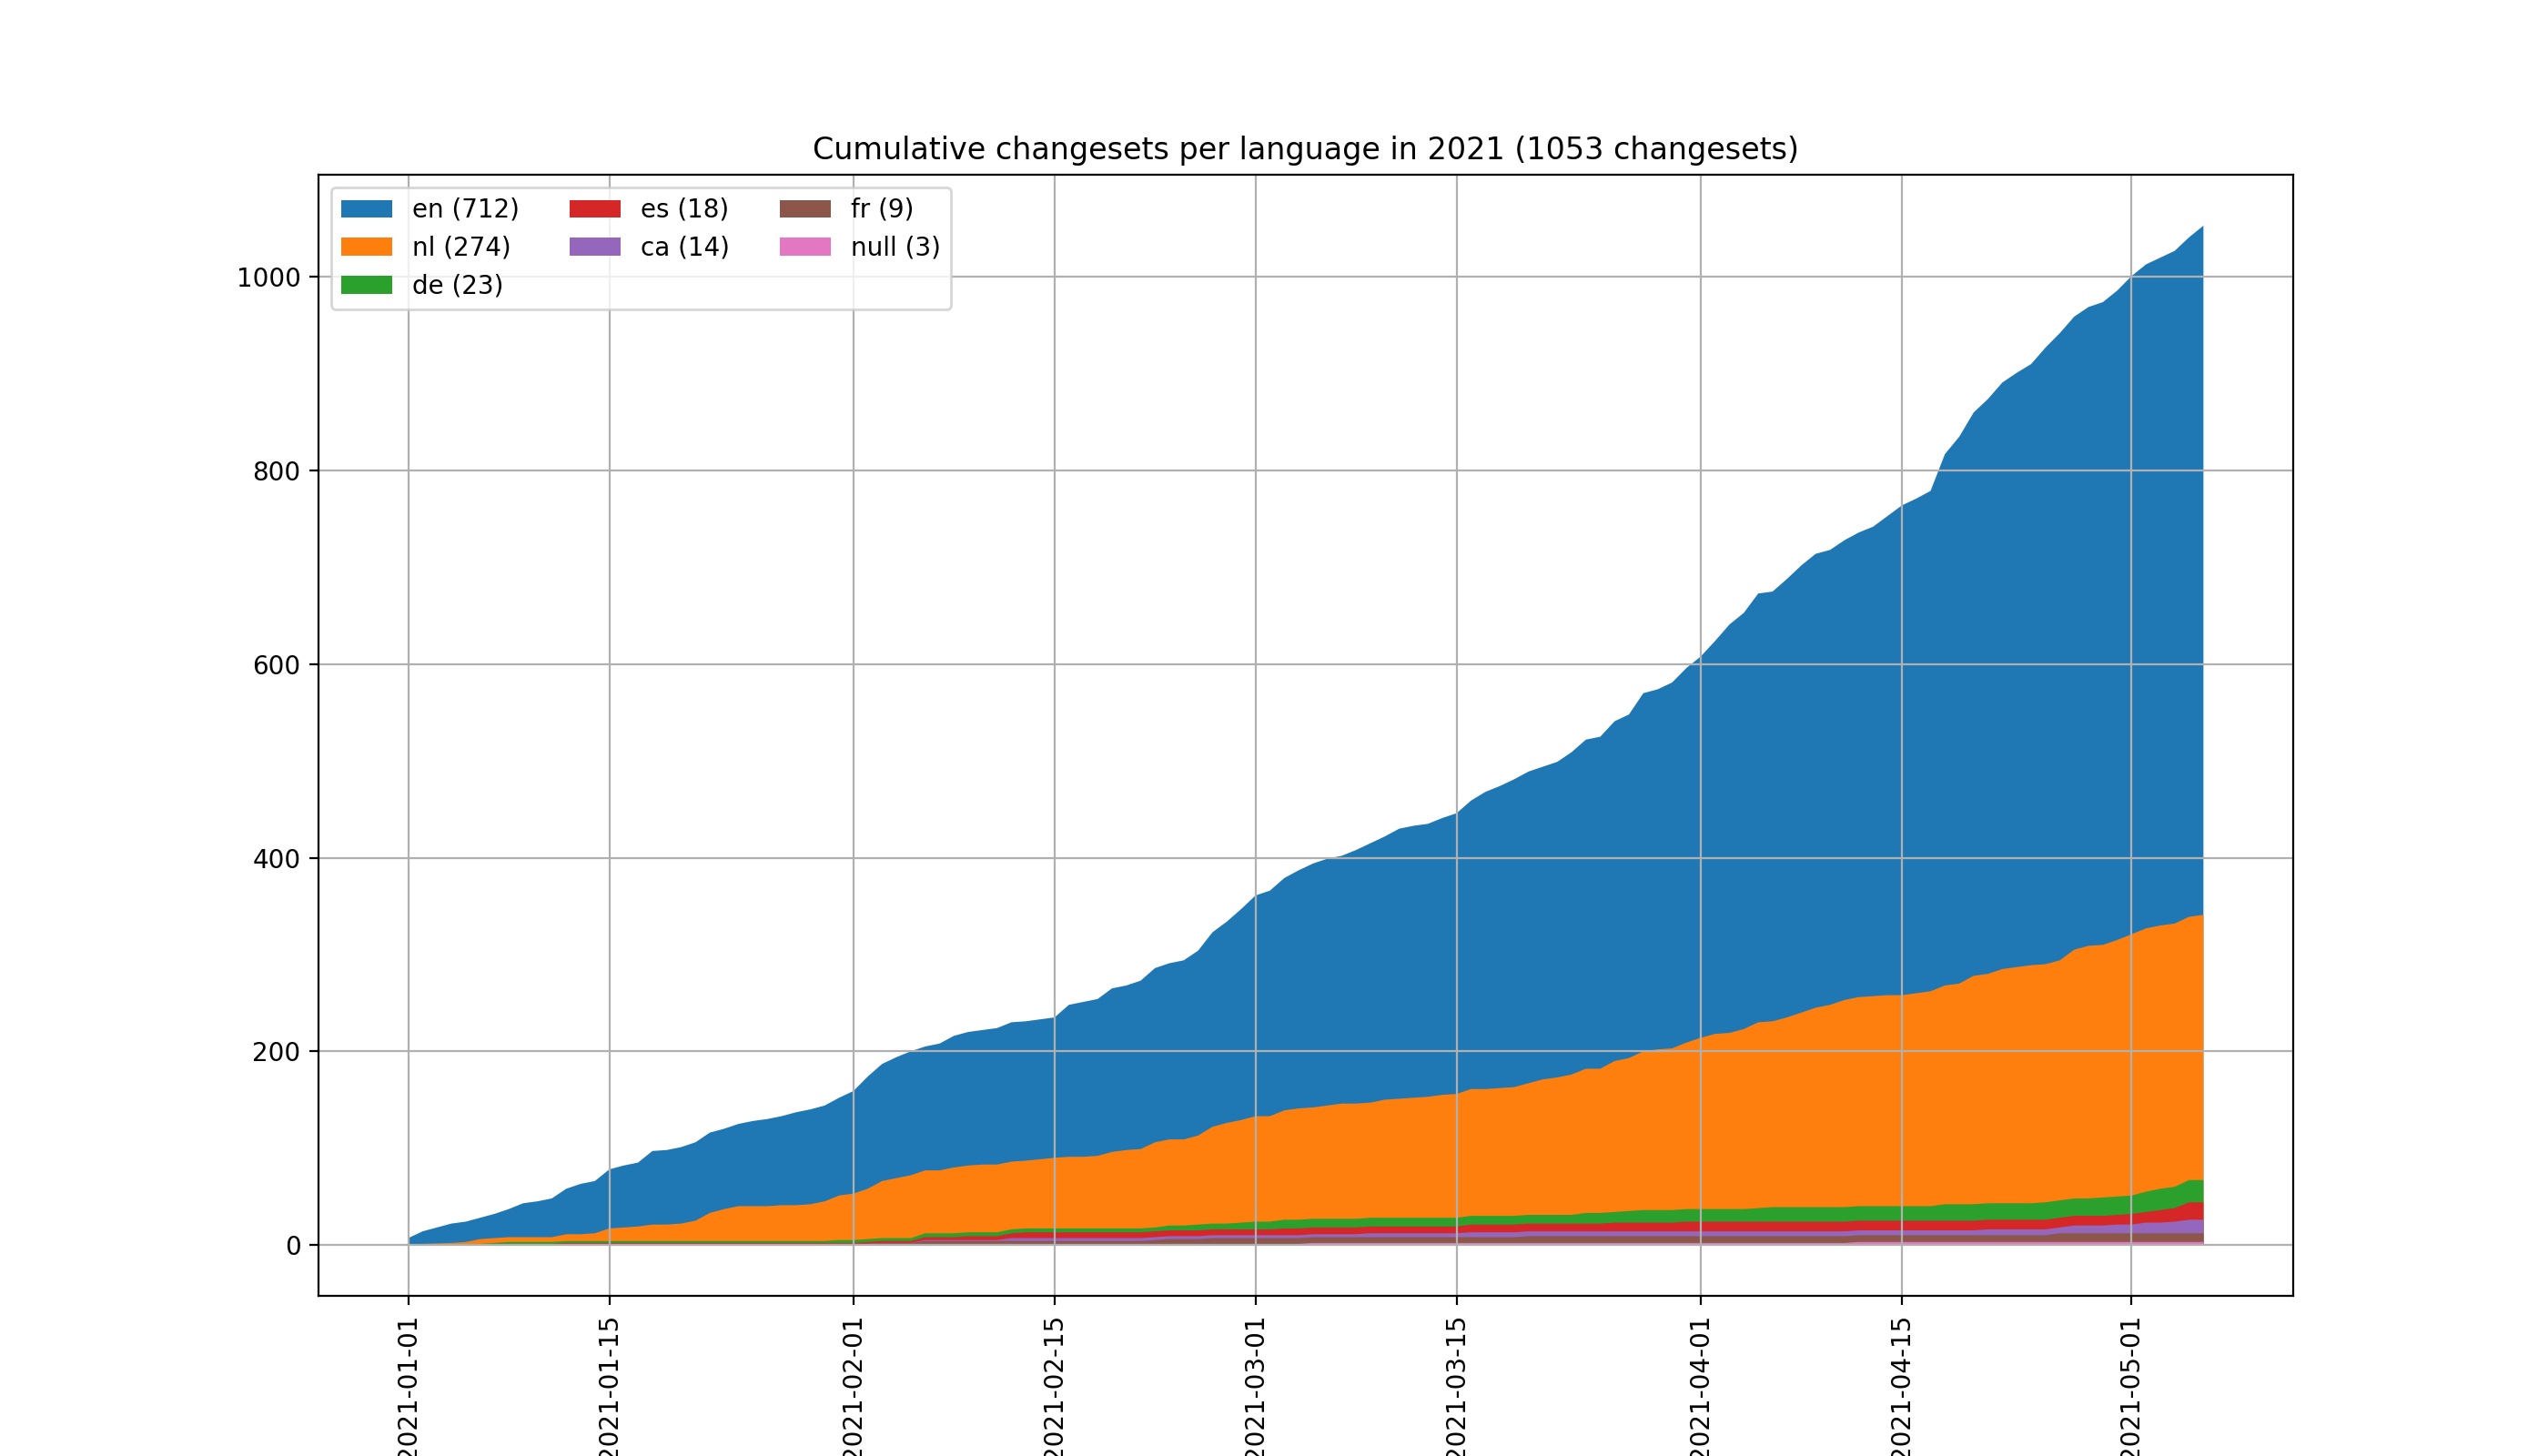 Cumulative changesets per language in 2021 (1053 changesets)
en (712)
nl (274)
de (23)
es (18)
ca (14)
fr (9)
null (3)
1000
800
600
400
200
0
2021-01-01
2021-01-15
2021-02-01
2021-02-15
2021-03-01
2021-03-15
2021-04-01
2021-04-15
2021-05-01